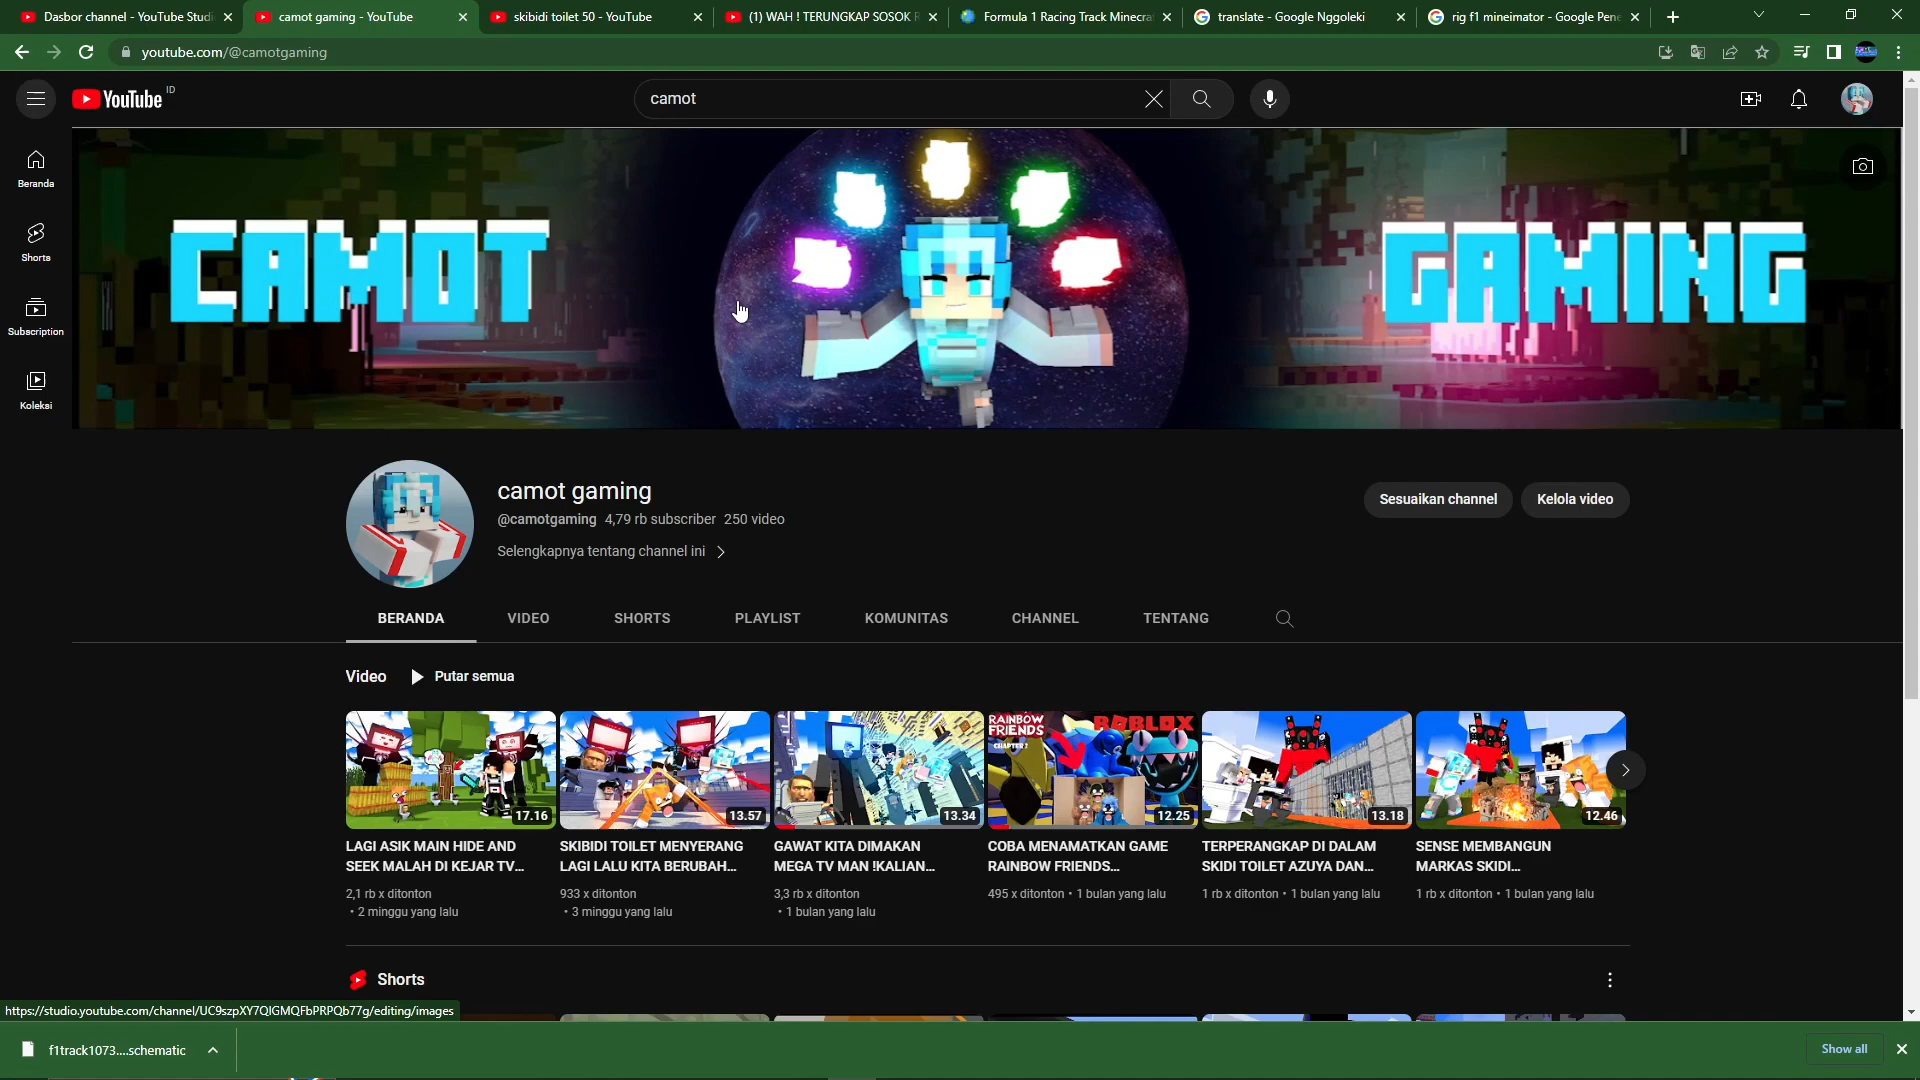 Dasbor channel - YouTube Studi
camot gaming - YouTube
skibidi toilet 50 - YouTube
(1) WAH ! TERUNGKAP SOSOK
Formula 1 Racing Track Minecra
translate - Google Nggoleki
rig f1 mineimator - Google Pene
youtube.com/@camotgaming
YouTube ID
camot
Beranda
Shorts
Subscription
Koleksi
CAMOT
GAMING
camot gaming
@camotgaming 4,79 rb subscriber 250 video
Selengkapnya tentang channel ini
Sesuaikan channel
Kelola video
BERANDA
VIDEO
SHORTS
PLAYLIST
KOMUNITAS
CHANNEL
TENTANG
Video
Putar semua
17.16
13.57
13.34
RAINBOW
FRIENDS
CHAPTER 2
ROBLOX
12.25
13.18
12.46
LAGI ASIK MAIN HIDE AND
SEEK MALAH DI KEJAR TV...
2,1 rb x ditonton
• 2 minggu yang lalu
SKIBIDI TOILET MENYERANG
LAGI LALU KITA BERUBAH...
933 x ditonton
• 3 minggu yang lalu
GAWAT KITA DIMAKAN
MEGA TV MAN !KALIAN...
3,3 rb x ditonton
• 1 bulan yang lalu
COBA MENAMATKAN GAME
RAINBOW FRIENDS...
495 x ditonton • 1 bulan yang lalu
TERPERANGKAP DI DALAM
SKIDI TOILET AZUYA DAN...
1 rb x ditonton • 1 bulan yang lalu
SENSE MEMBANGUN
MARKAS SKIDI...
1 rb x ditonton • 1 bulan yang lalu
Shorts
https://studio.youtube.com/channel/UC9szpXY7QIGMQFbPRPQb77g/editing/images
f1track1073....schematic
Show all